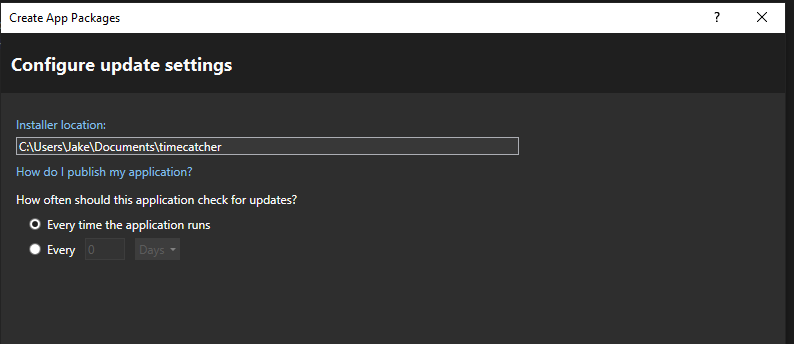 Create App Packages
?
Configure update settings
Installer location:
C:\Users\Jake\Documents\timecatcher
How do I publish my application?
How often should this application check for updates?
Every time the application runs
Every 0 Days